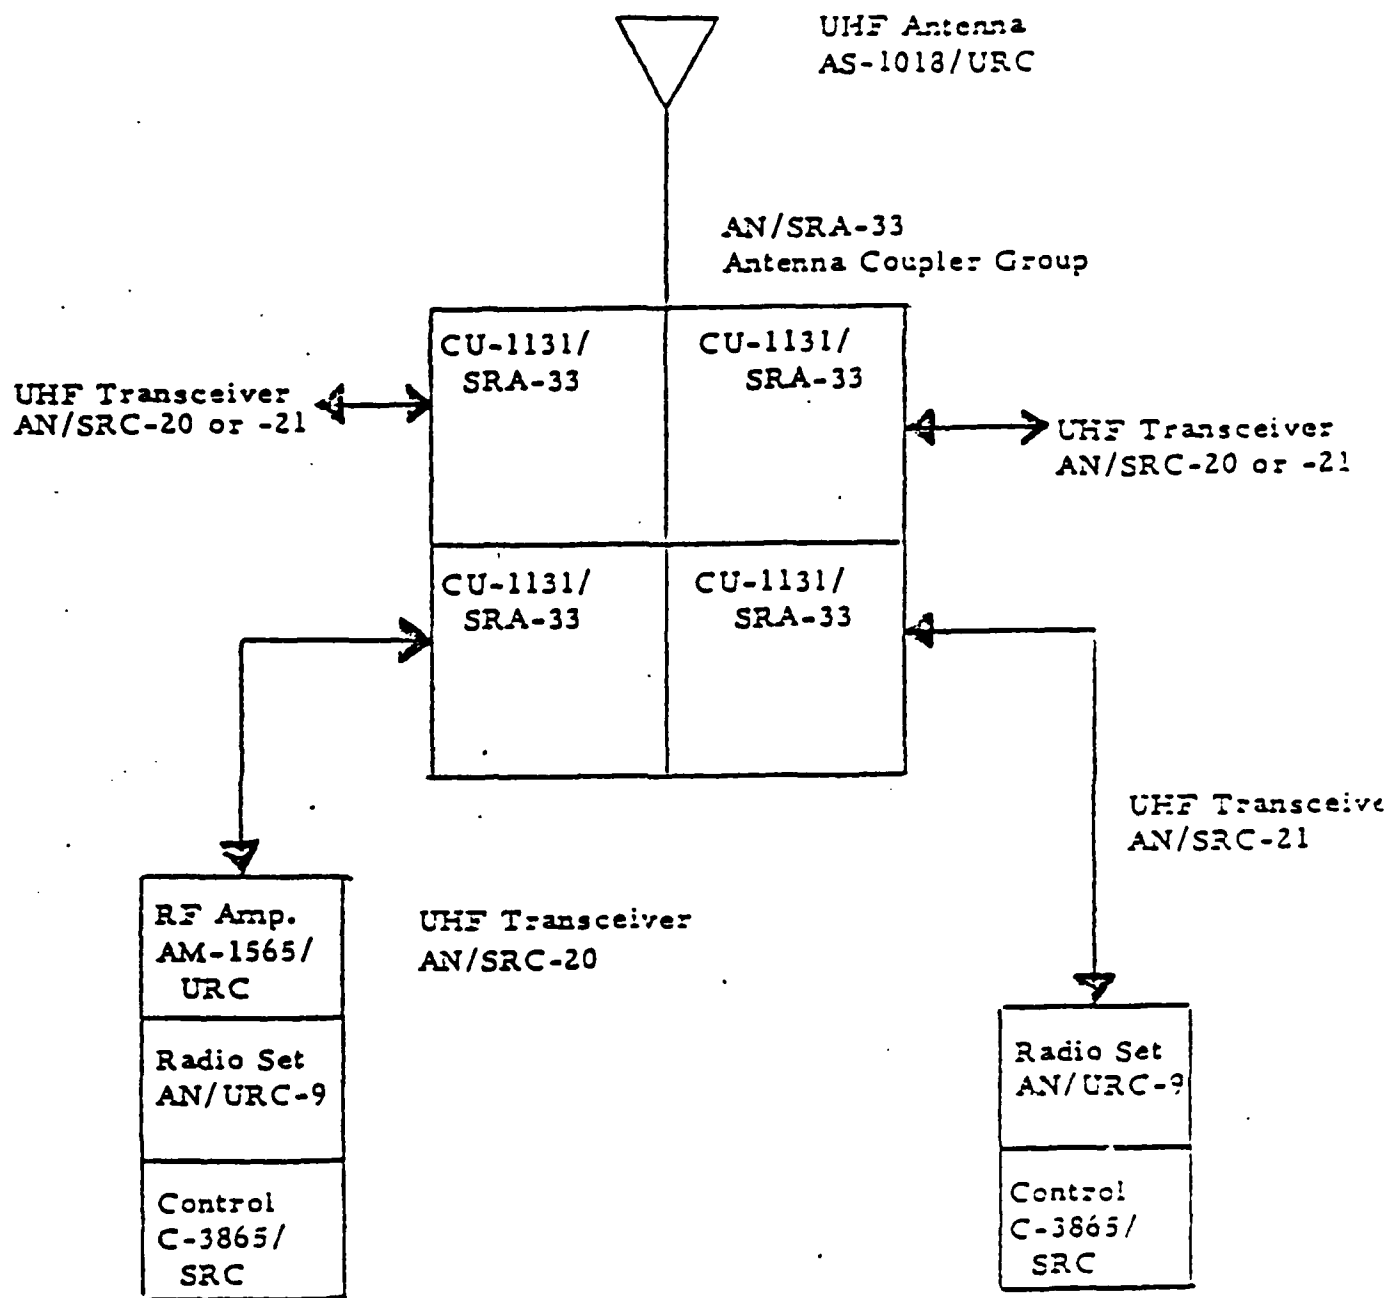 UHF Antenna
AS-1018/URC
AN/SRA-33
Antenna Coupler Group
CU-1131/
SRA-33
CU-1131/
SRA-33
UHF Transceiver
AN/SRC-20 or -21
UHF Transceiver
AN/SRC-20 or -21
CU-1131/
SRA-33
CU-1131/
SRA-33
UHF Transceive
AN/SRC-21
RF Amp.
AM-1565/
URC
UHF Transceiver
AN/SRC-20
Radio Set
AN/URC-9
Radio Set
AN/URC-9
Control
C-3865/
SRC
Control
C-3865/
SRC